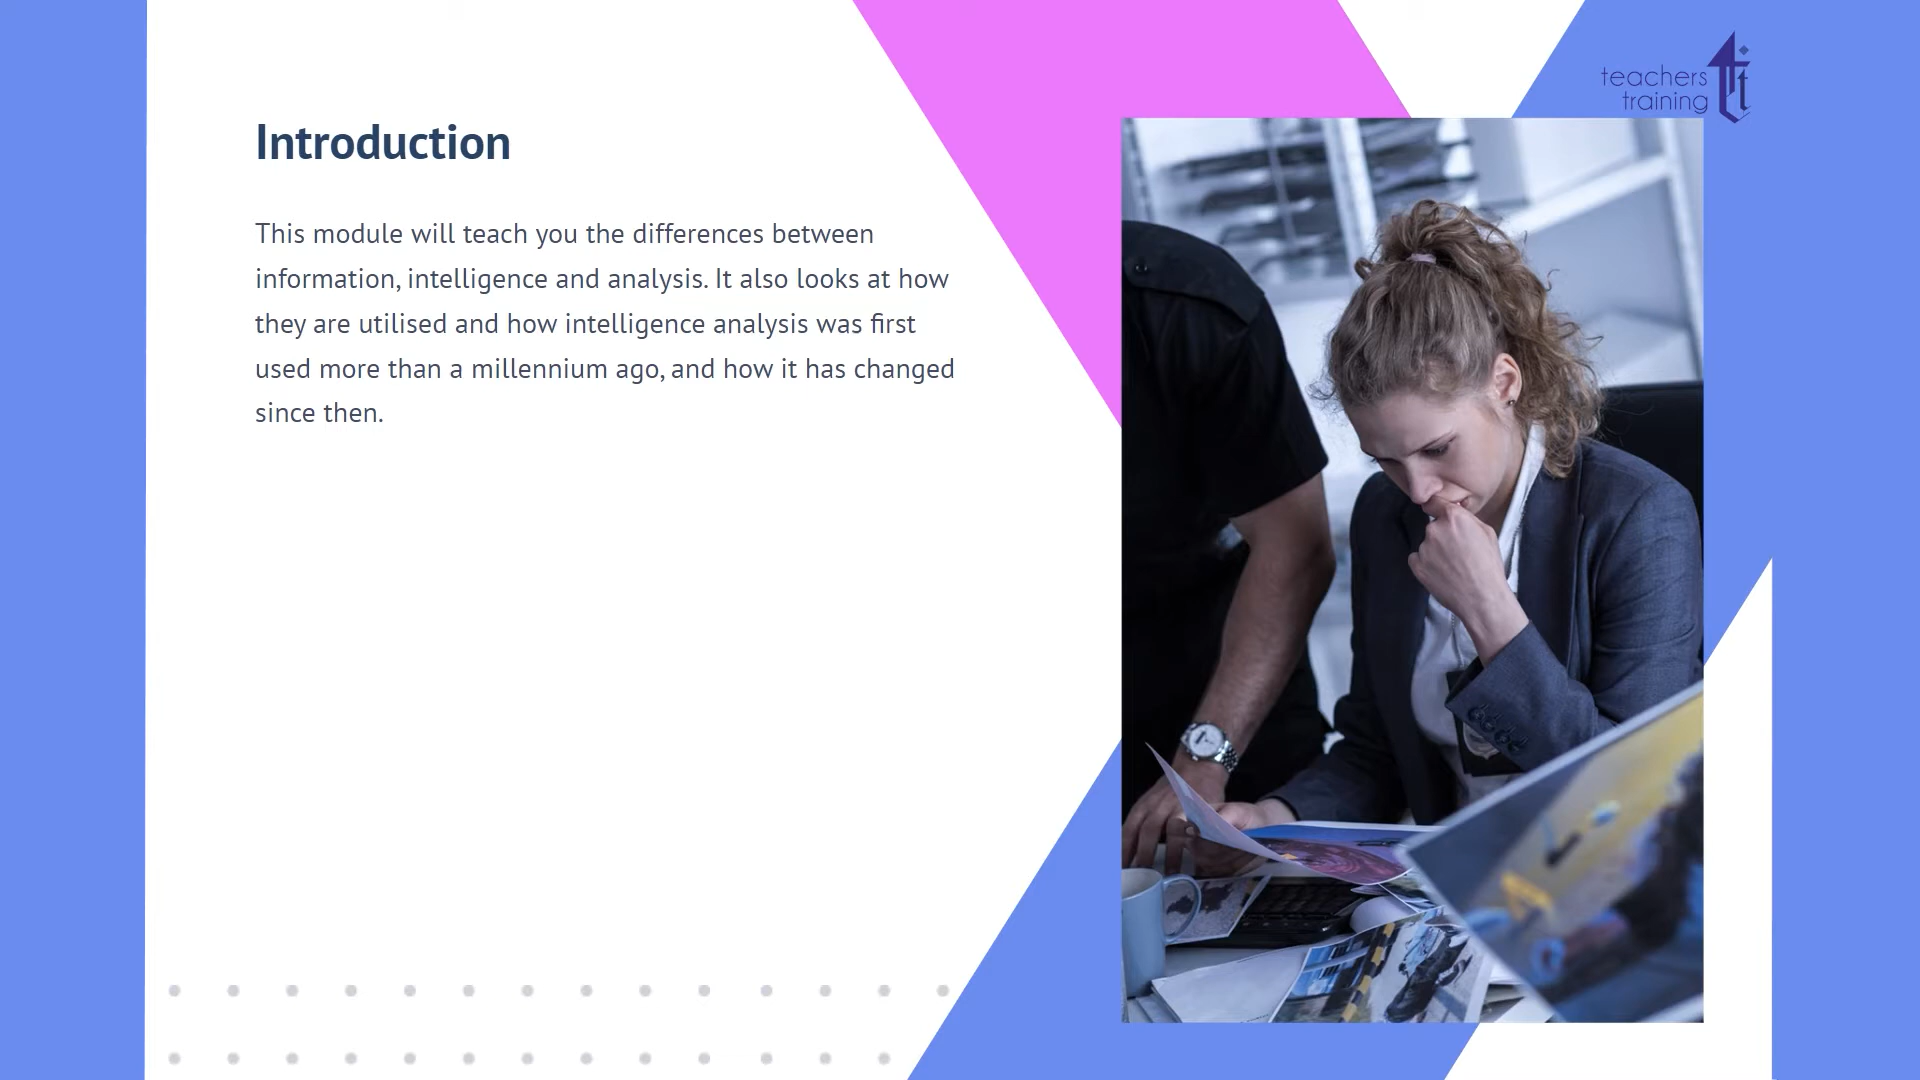 teachers
training
Introduction
This module will teach you the differences between
information, intelligence and analysis. It also looks at how
they are utilised and how intelligence analysis was first
used more than a millennium ago, and how it has changed
since then.